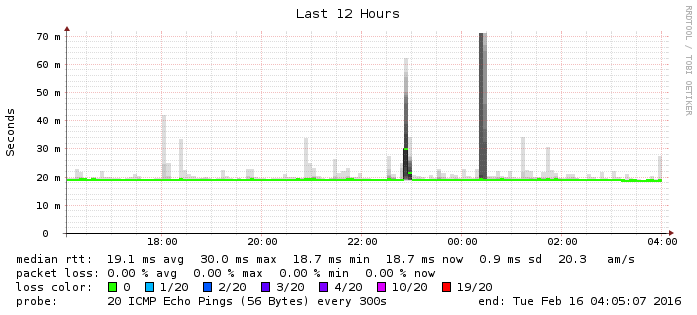 Last 12 Hours
RRDTOOL / TOBI OETIKER
Seconds
70 m
60 m
50 m
40 m
30 m
20 m
10 m
0
18:00 20:00 22:00 00:00 02:00 04:00
median rtt: 19.1 ms avg 30.0 ms max 18.7 ms min 18.7 ms now 0.9 ms sd 20.3 am/s
packet loss: 0.00 % avg 0.00 % max 0.00 % min 0.00 % now
loss color: 0 1/20 2/20 3/20 4/20 10/20 19/20
probe: 20 ICMP Echo Pings (56 Bytes) every 300s end: Tue Feb 16 04:05:07 2016